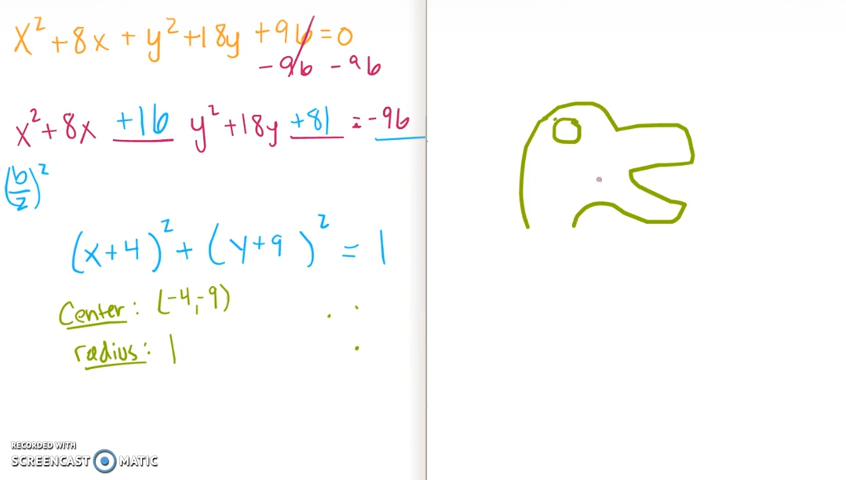 x² + 8x + y² + 18y + 96 = 0
- 96 - 96
x² + 8x +16 y² + 18y +81 = -96
(b/2)²
(x+4)² + (y+9)² = 1
Center: (-4,-9)
radius: 1
RECORDED WITH
SCREENCAST MATIC